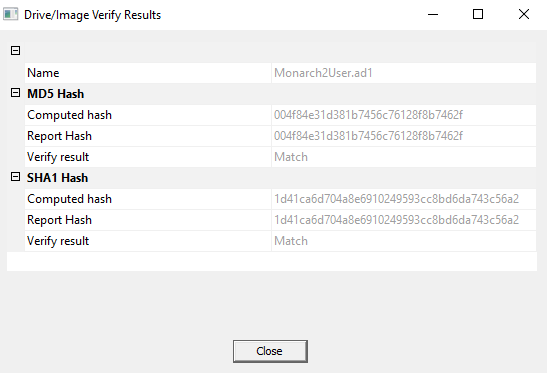 Drive/Image Verify Results
Name Monarch2User.ad1
MD5 Hash
Computed hash 004f84e31d381b7456c76128f8b7462f
Report Hash 004f84e31d381b7456c76128f8b7462f
Verify result Match
SHA1 Hash
Computed hash 1d41ca6d704a8e6910249593cc8bd6da743c56a2
Report Hash 1d41ca6d704a8e6910249593cc8bd6da743c56a2
Verify result Match
Close